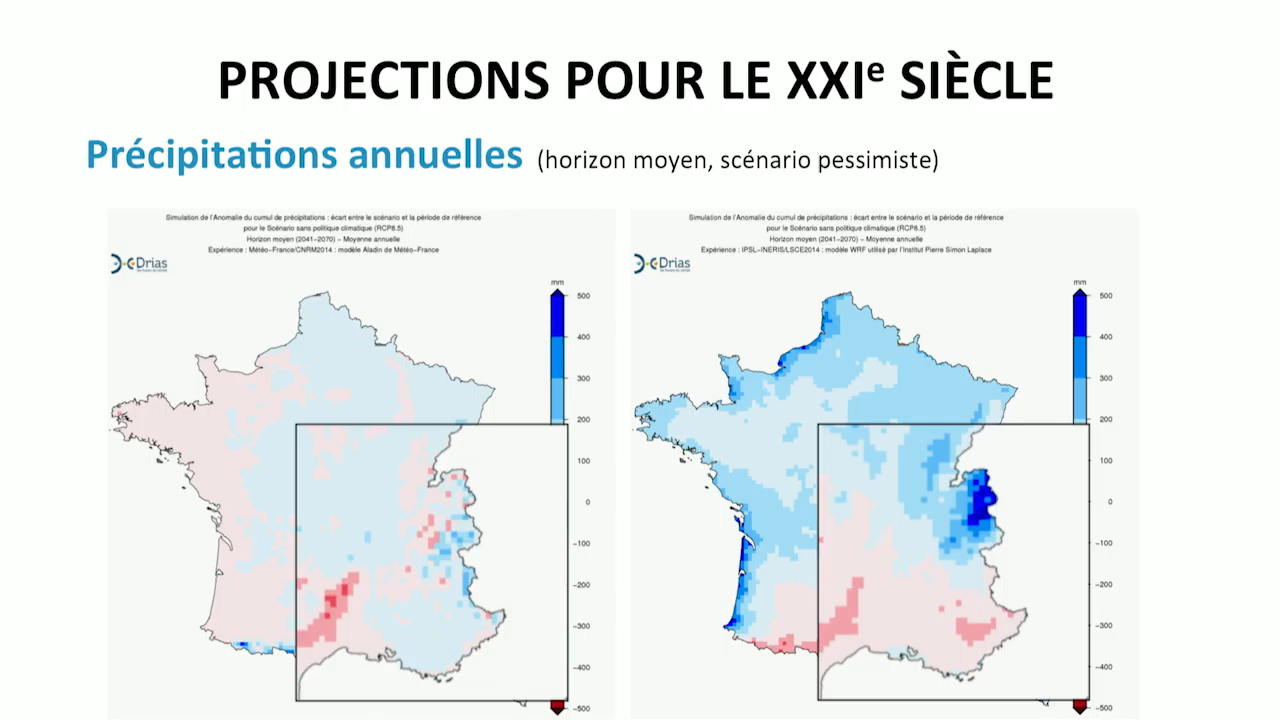 PROJECTIONS POUR LE XXIe SIÈCLE
Précipitations annuelles (horizon moyen, scénario pessimiste)
Simulation de l'Anomalie du cumul de précipitations : écart entre le scénario et la période de référence
pour le Scénario sans politique climatique (RCP8.5)
Horizon moyen (2041-2070) - Moyenne annuelle
Expérience : Météo-France/CNRM2014 : modèle Aladin de Météo-France
Drias
mm
500
400
300
200
100
0
-100
-200
-300
-400
-500
Simulation de l'Anomalie du cumul de précipitations : écart entre le scénario et la période de référence
pour le Scénario sans politique climatique (RCP8.5)
Horizon moyen (2041-2070) - Moyenne annuelle
Expérience : IPSL-INERIS/LSCE2014 : modèle WRF utilisé par l'Institut Pierre Simon Laplace
Drias
mm
500
400
300
200
100
0
-100
-200
-300
-400
-500